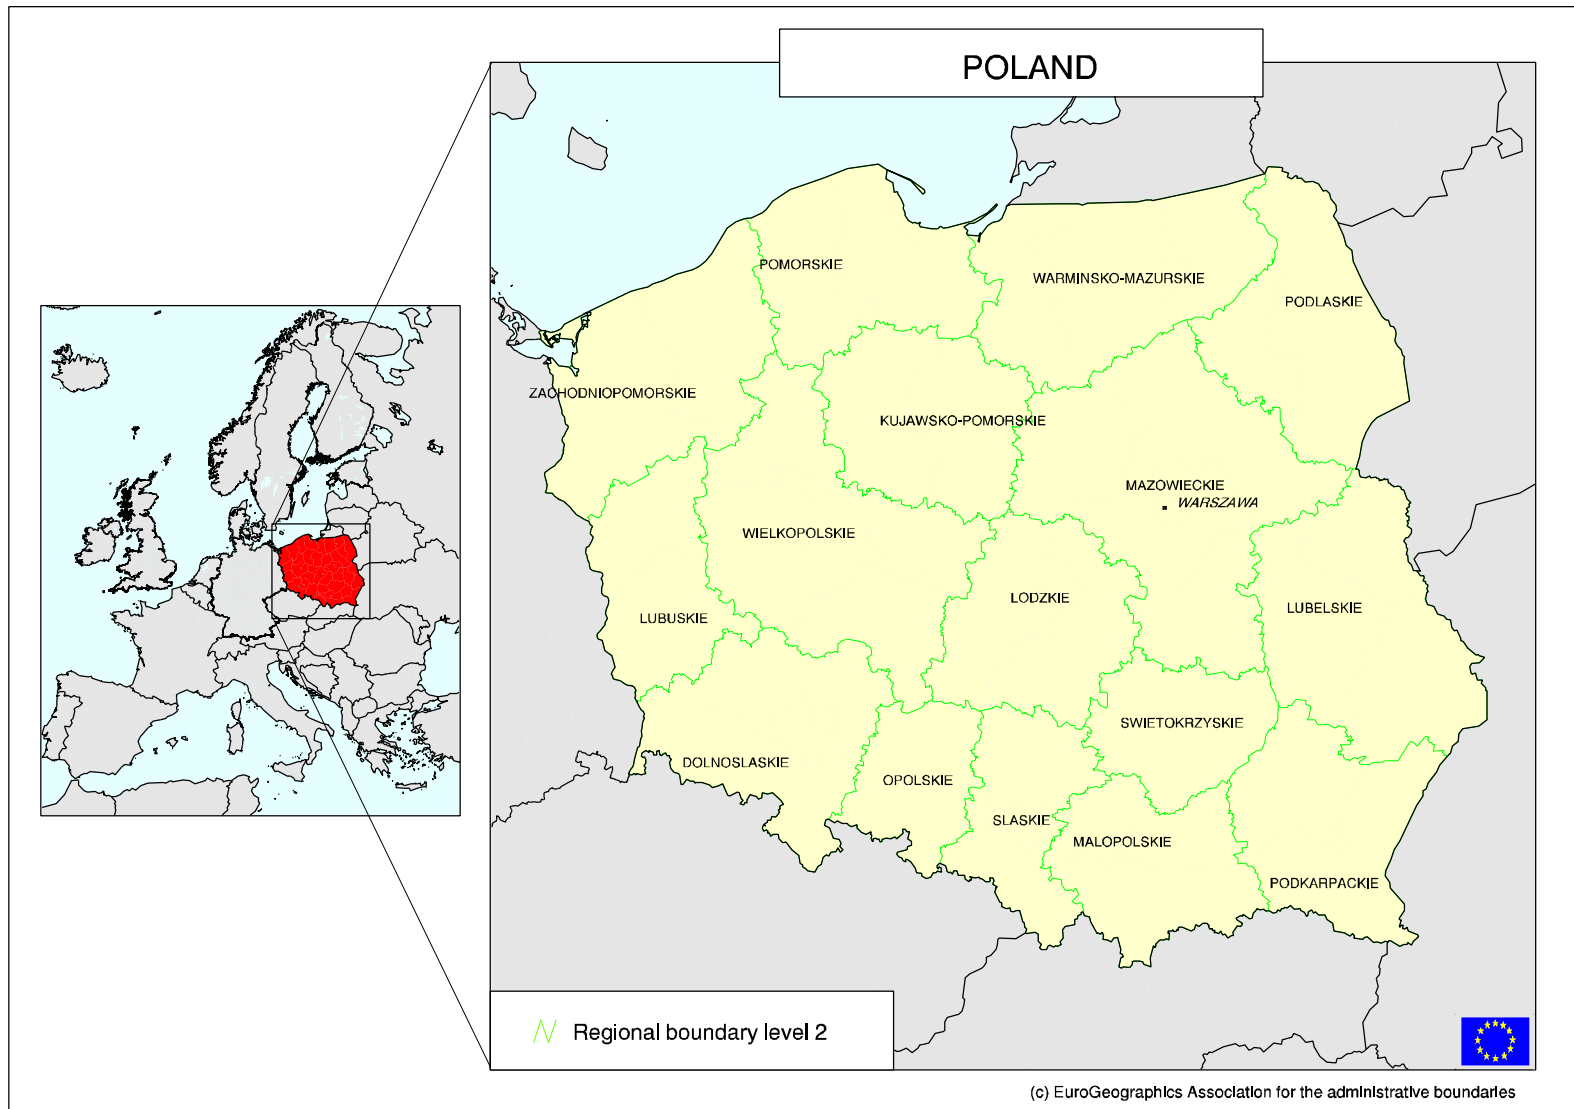 POLAND
POMORSKIE
WARMINSKO-MAZURSKIE
PODLASKIE
ZACHODNIOPOMORSKIE
KUJAWSKO-POMORSKIE
MAZOWIECKIE
WARSZAWA
WIELKOPOLSKIE
LODZKIE
LUBELSKIE
LUBUSKIE
SWIETOKRZYSKIE
DOLNOSLASKIE
OPOLSKIE
SLASKIE
MALOPOLSKIE
PODKARPACKIE
Regional boundary level 2
(c) EuroGeographics Association for the administrative boundaries